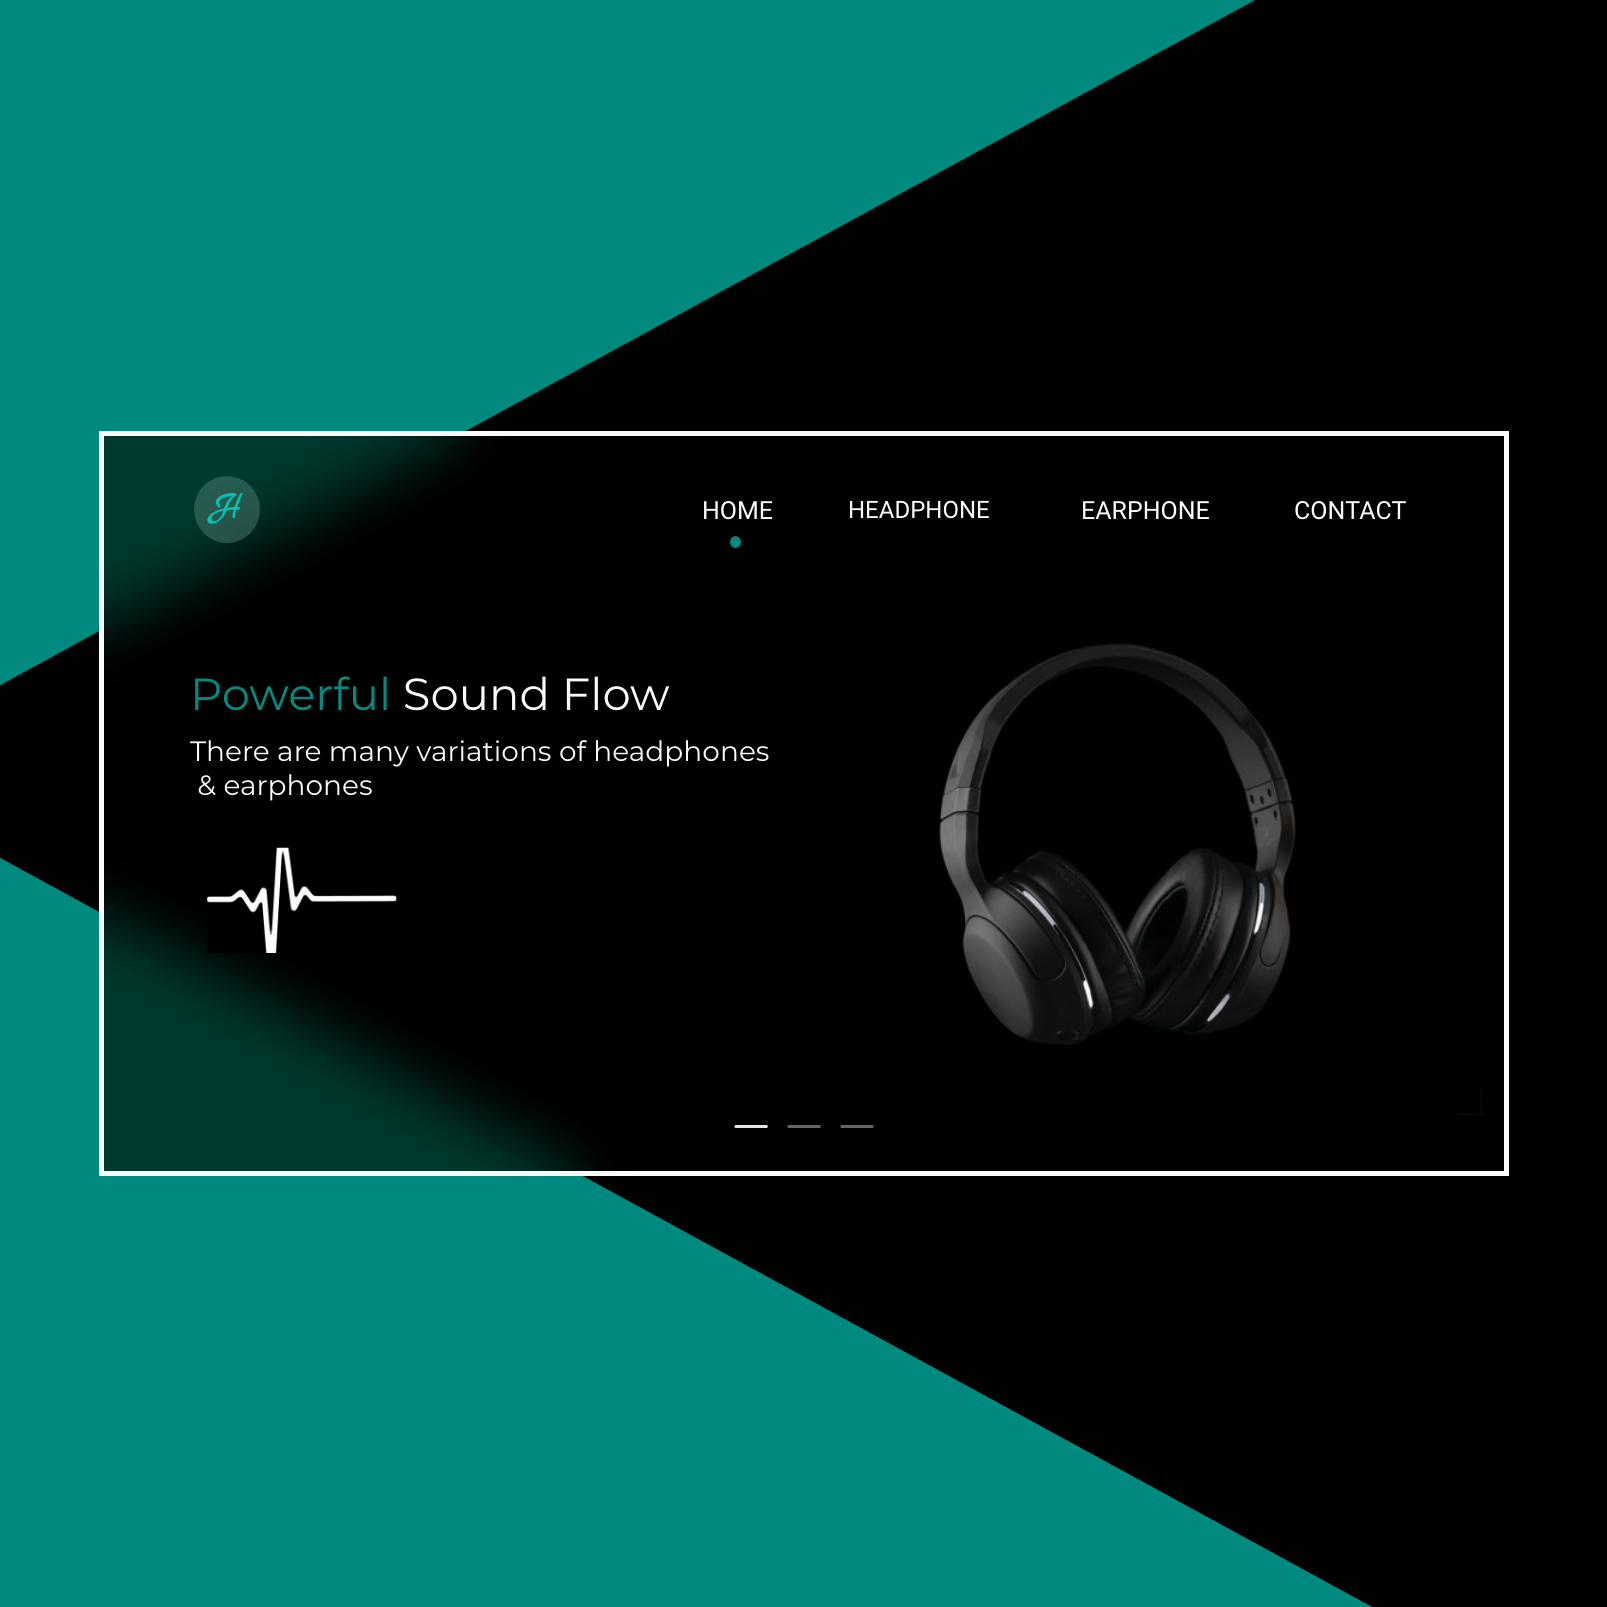 H
HOME HEADPHONE EARPHONE CONTACT
Powerful Sound Flow
There are many variations of headphones
& earphones